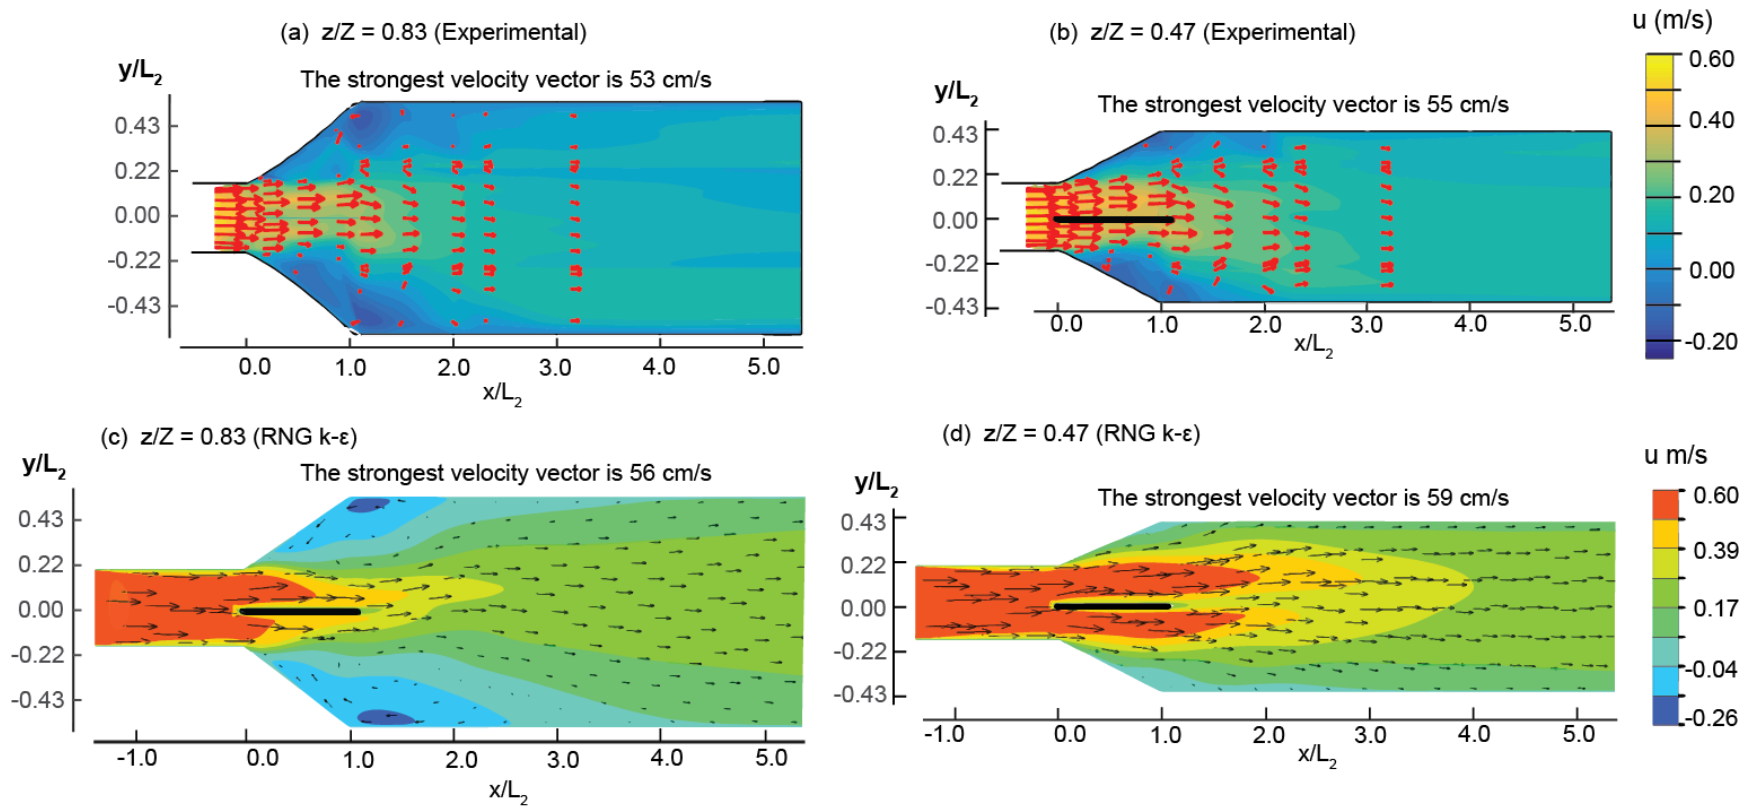 (a) z/Z = 0.83 (Experimental)
The strongest velocity vector is 53 cm/s
y/L2
0.43
0.22
0.00
-0.22
-0.43
0.0 1.0 2.0 3.0 4.0 5.0
x/L2
(b) z/Z = 0.47 (Experimental)
The strongest velocity vector is 55 cm/s
y/L2
0.43
0.22
0.00
-0.22
-0.43
0.0 1.0 2.0 3.0 4.0 5.0
x/L2
u (m/s)
0.60
0.40
0.20
0.00
-0.20
(c) z/Z = 0.83 (RNG k-ε)
The strongest velocity vector is 56 cm/s
y/L2
0.43
0.22
0.00
-0.22
-0.43
-1.0 0.0 1.0 2.0 3.0 4.0 5.0
x/L2
(d) z/Z = 0.47 (RNG k-ε)
The strongest velocity vector is 59 cm/s
y/L2
0.43
0.22
0.00
-0.22
-0.43
-1.0 0.0 1.0 2.0 3.0 4.0 5.0
x/L2
u m/s
0.60
0.39
0.17
-0.04
-0.26